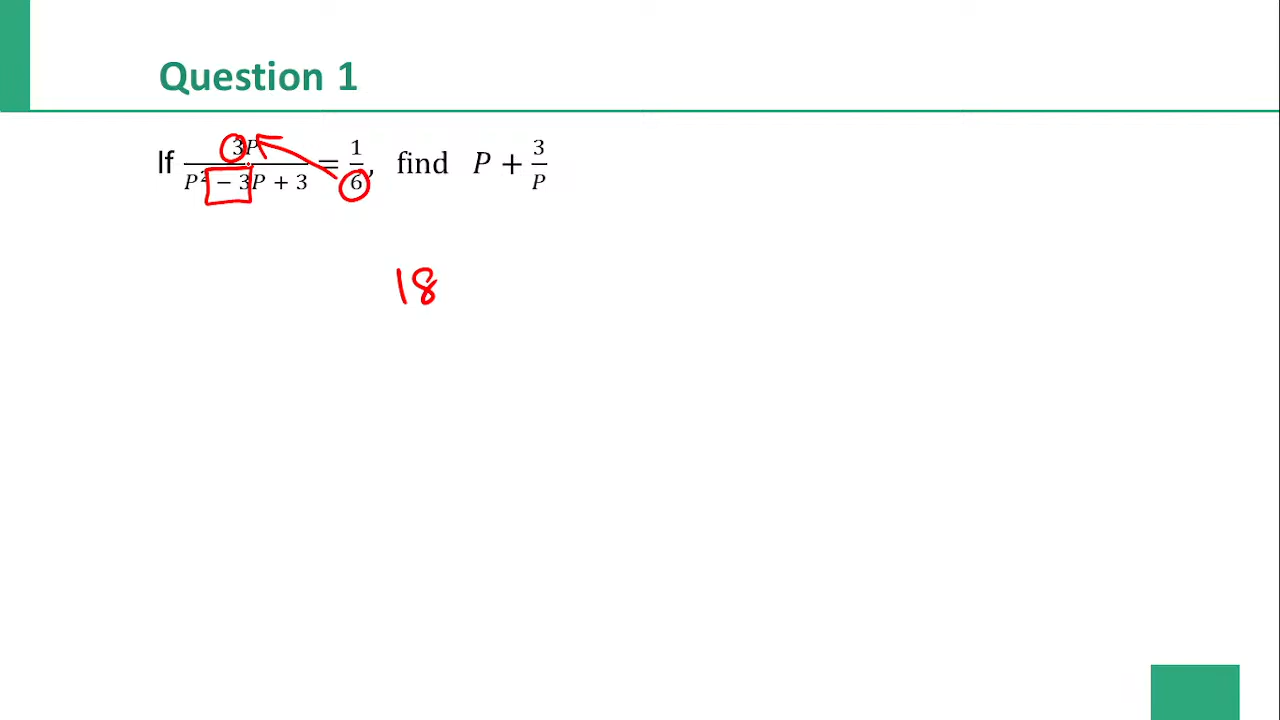 Question 1
If 3P / P² − 3P + 3 = 1/6, find P + 3/P
18